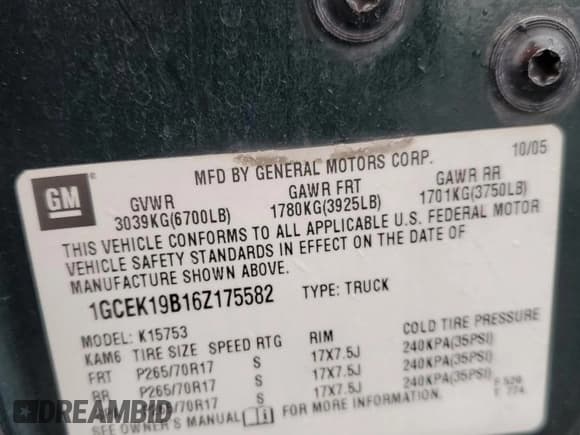 10/05
MFD BY GENERAL MOTORS CORP.
GM ®
GVWR GAWR FRT GAWR RR
3039KG(6700LB) 1780KG(3925LB) 1701KG(3750LB)
THIS VEHICLE CONFORMS TO ALL APPLICABLE U.S. FEDERAL MOTOR
VEHICLE SAFETY STANDARDS IN EFFECT ON THE DATE OF
MANUFACTURE SHOWN ABOVE.
1GCEK19B16Z175582 TYPE: TRUCK
MODEL: K15753
KAM6 TIRE SIZE SPEED RTG RIM COLD TIRE PRESSURE
FRT P265/70R17 S 17X7.5J 240KPA(35PSI)
RR P265/70R17 S 17X7.5J 240KPA(35PSI)
P265/70R17 S 17X7.5J 240KPA(35PSI)
SEE OWNER'S MANUAL FOR MORE INFORMATION.
DREAMBID